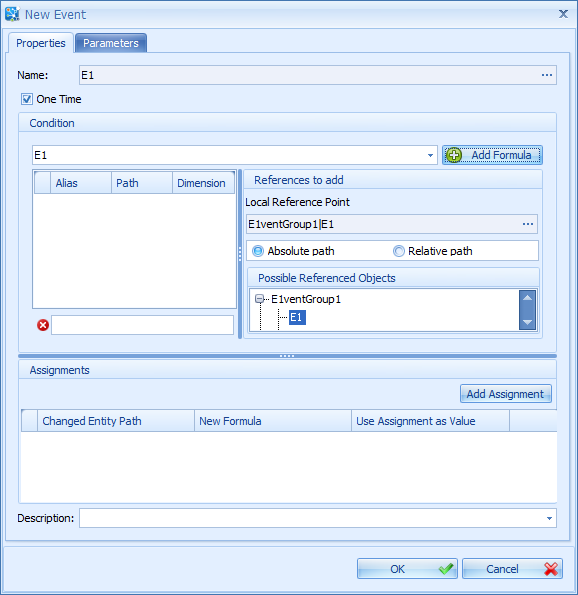 New Event
Properties Parameters
Name: E1 ...
One Time
Condition
E1 Add Formula
Alias Path Dimension
References to add
Local Reference Point
E1ventGroup1|E1 ...
Absolute path Relative path
Possible Referenced Objects
E1ventGroup1
E1
Assignments
Add Assignment
Changed Entity Path New Formula Use Assignment as Value
Description:
OK Cancel